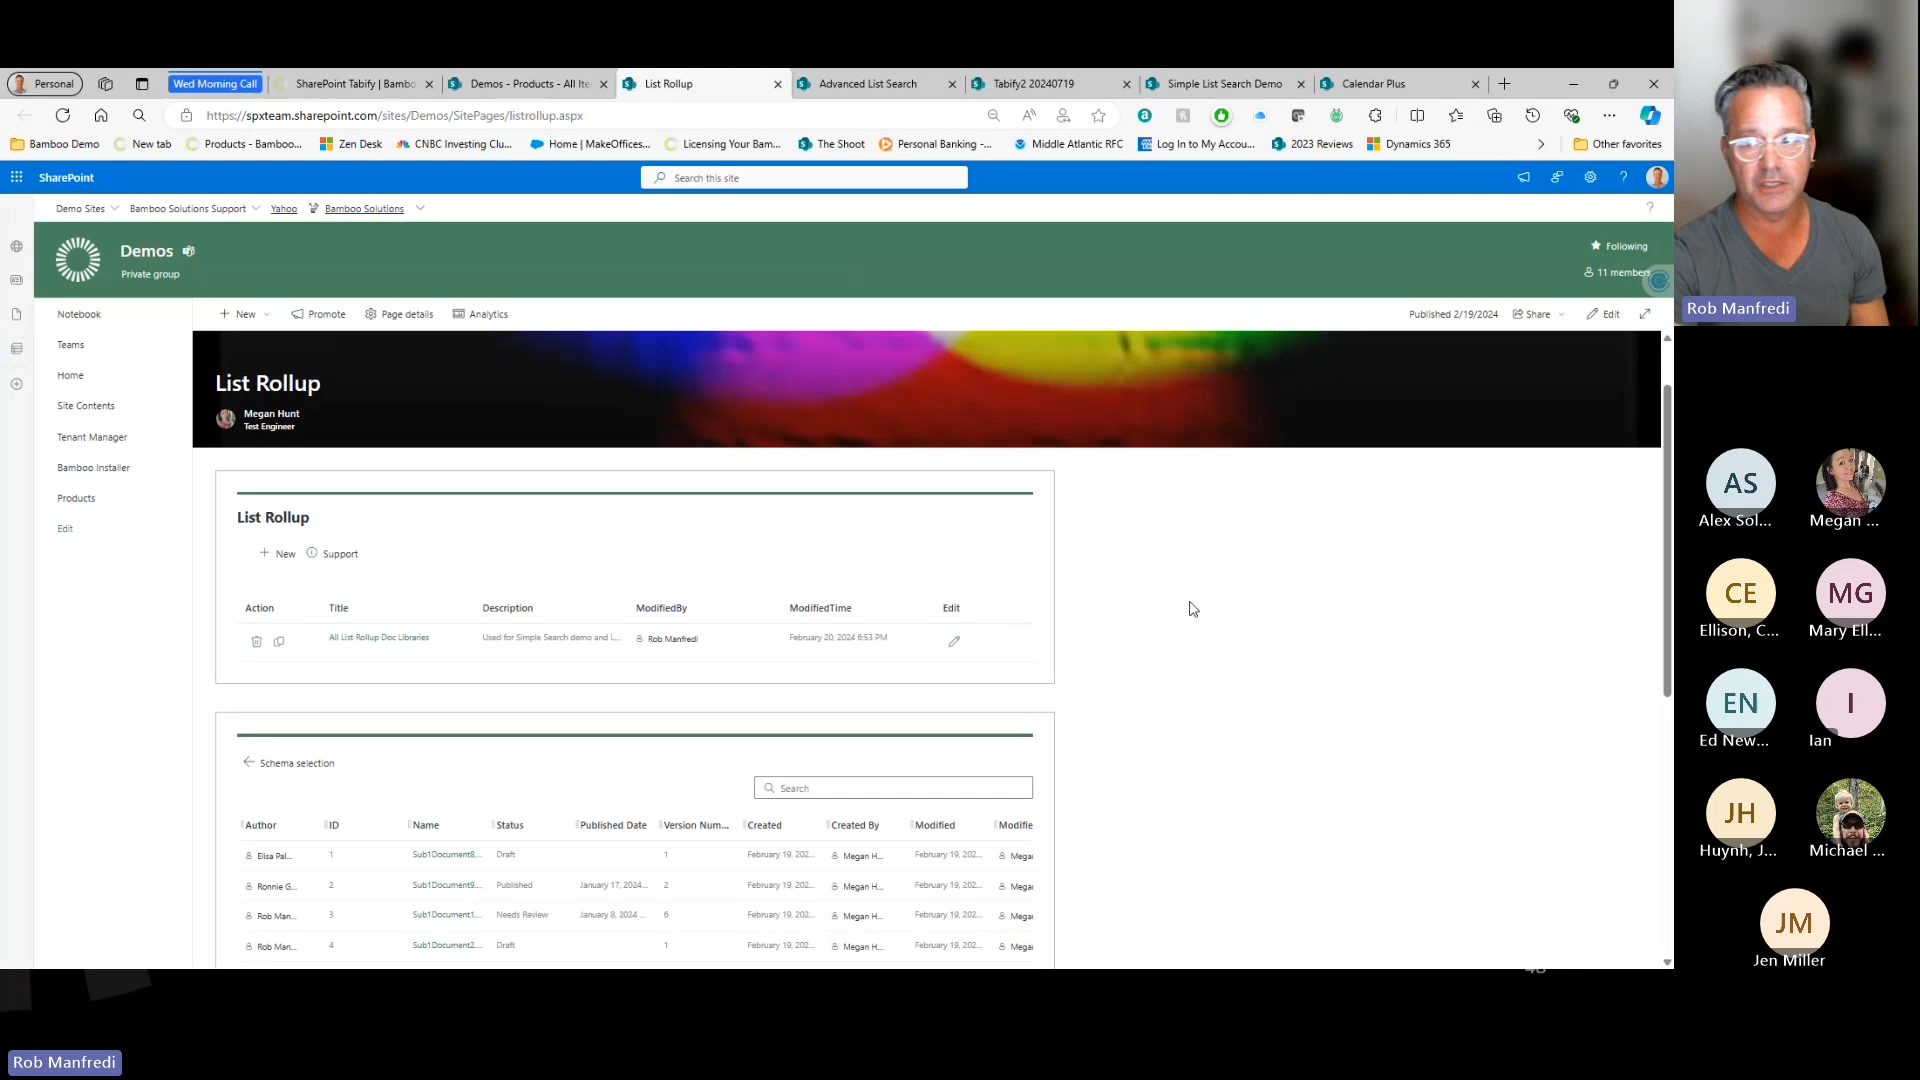 Personal
Wed Morning Call
SharePoint Tabify | Bambo
Demos - Products - All Ite
List Rollup
Advanced List Search
Tabify2 20240719
Simple List Search Demo
Calendar Plus
https://spxteam.sharepoint.com/sites/Demos/SitePages/listrollup.aspx
Bamboo Demo
New tab
Products - Bamboo...
Zen Desk
CNBC Investing Clu...
Home | MakeOffices...
Licensing Your Bam...
The Shoot
Personal Banking -...
Middle Atlantic RFC
Log In to My Accou...
2023 Reviews
Dynamics 365
Other favorites
SharePoint
Search this site
Demo Sites
Bamboo Solutions Support
Yahoo
Bamboo Solutions
Demos
Private group
Following
11 members
Notebook
Teams
Home
Site Contents
Tenant Manager
Bamboo Installer
Products
Edit
New
Promote
Page details
Analytics
Published 2/19/2024
Share
Edit
List Rollup
Megan Hunt
Test Engineer
List Rollup
New
Support
Action Title Description ModifiedBy ModifiedTime Edit
All List Rollup Doc Libraries Used for Simple Search demo and L... Rob Manfredi February 20, 2024 6:53 PM
Schema selection
Search
Author ID Name Status Published Date Version Num... Created Created By Modified Modifie
Elisa Pal... 1 Sub1Document8... Draft 1 February 19, 202... Megan H... February 19, 202... Mega
Ronnie G... 2 Sub1Document9... Published January 17, 2024... 2 February 19, 202... Megan H... February 19, 202... Mega
Rob Man... 3 Sub1Document1... Needs Review January 8, 2024 ... 6 February 19, 202... Megan H... February 19, 202... Mega
Rob Man... 4 Sub1Document2... Draft 1 February 19, 202... Megan H... February 19, 202... Mega
Rob Manfredi
AS
Alex Sol...
Megan ...
CE
Ellison, C...
MG
Mary Ell...
EN
Ed New...
I
Ian
JH
Huynh, J...
Michael ...
JM
Jen Miller
Rob Manfredi